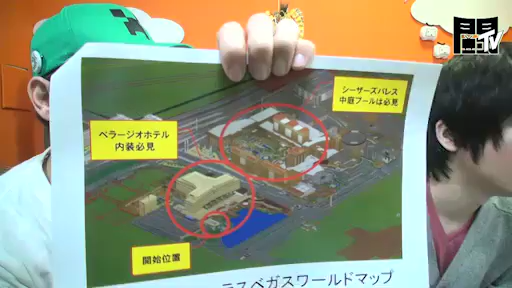 開
TV
シーザーズパレス
中庭プールは必見
ベラージオホテル
内装必見
開始位置
ラスベガスワールドマップ